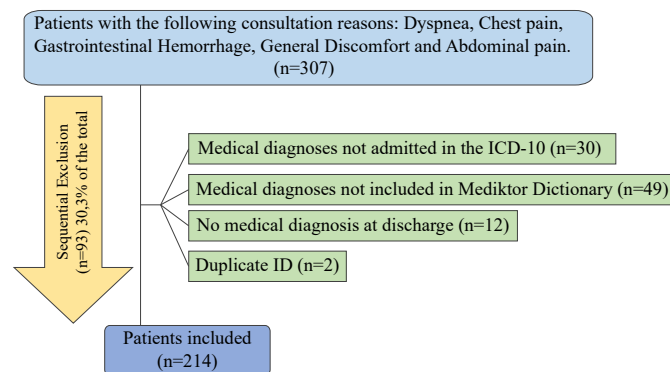 Patients with the following consultation reasons: Dyspnea, Chest pain,
Gastrointestinal Hemorrhage, General Discomfort and Abdominal pain.
(n=307)
Sequential Exclusion
(n=93) 30,3% of the total
Medical diagnoses not admitted in the ICD-10 (n=30)
Medical diagnoses not included in Mediktor Dictionary (n=49)
No medical diagnosis at discharge (n=12)
Duplicate ID (n=2)
Patients included
(n=214)